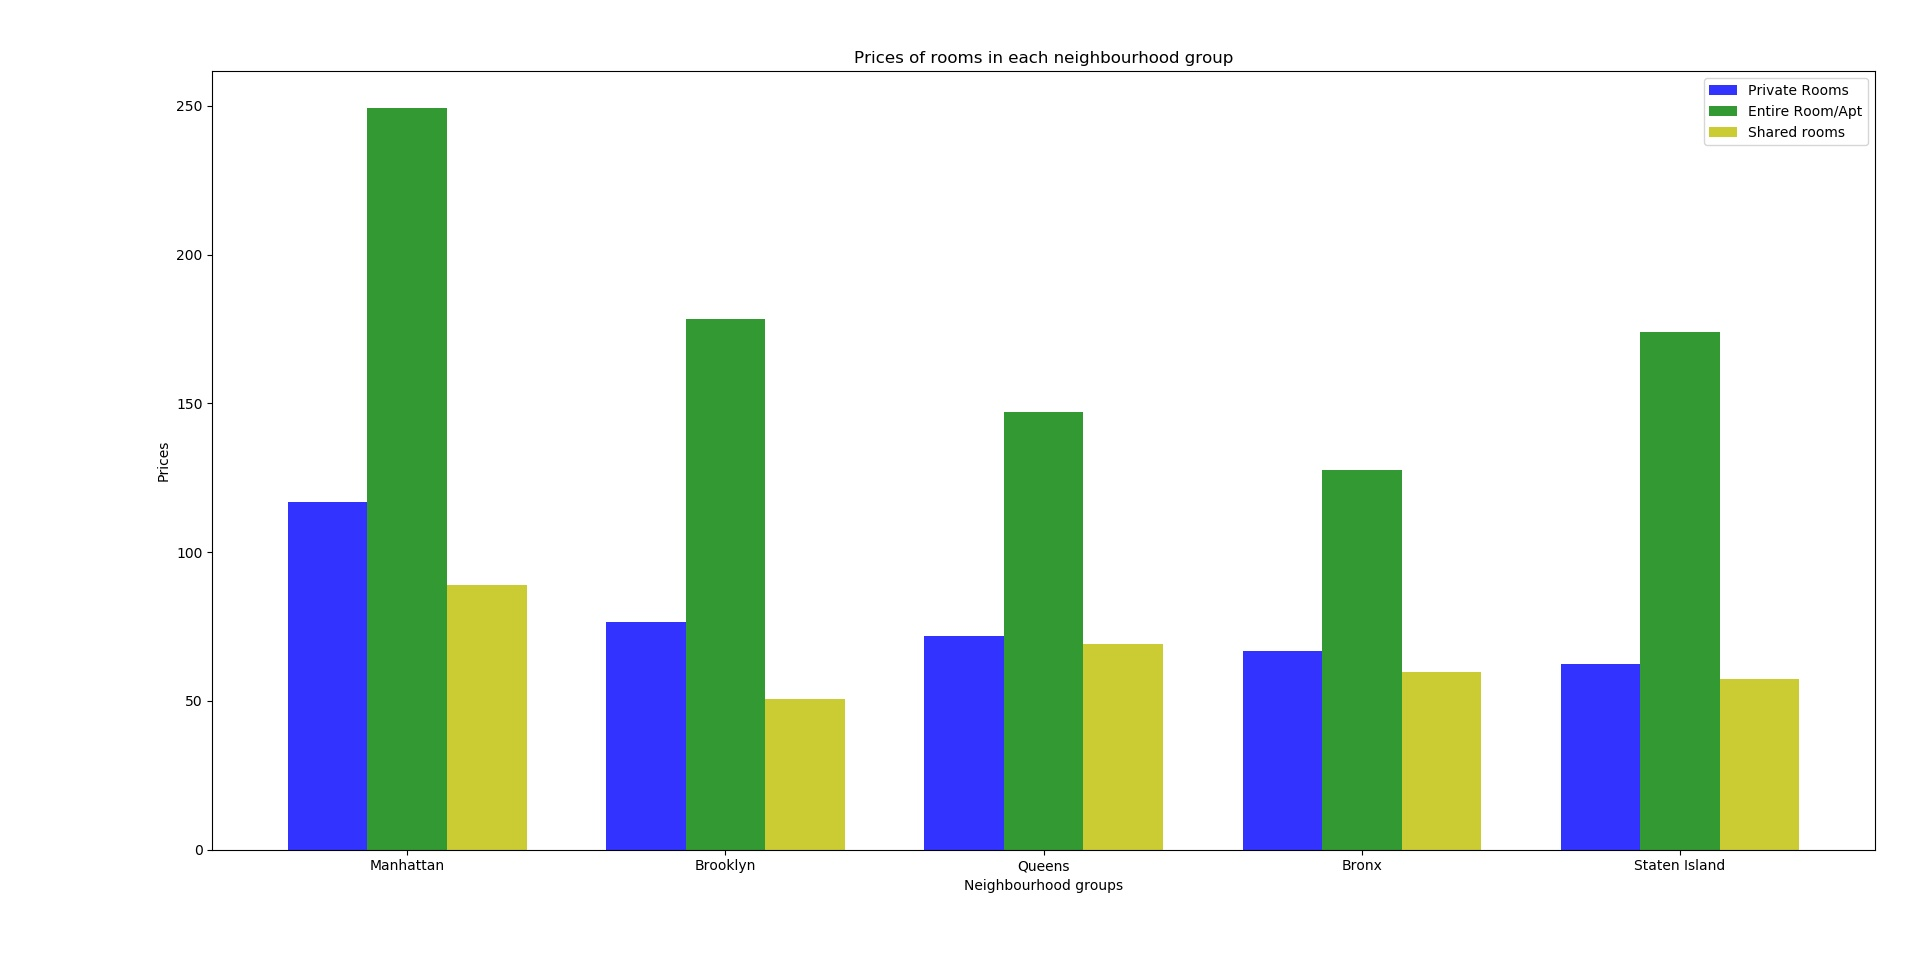 Prices of rooms in each neighbourhood group
Private Rooms
Entire Room/Apt
Shared rooms
250
200
150
100
50
0
Prices
Manhattan
Brooklyn
Queens
Bronx
Staten Island
Neighbourhood groups